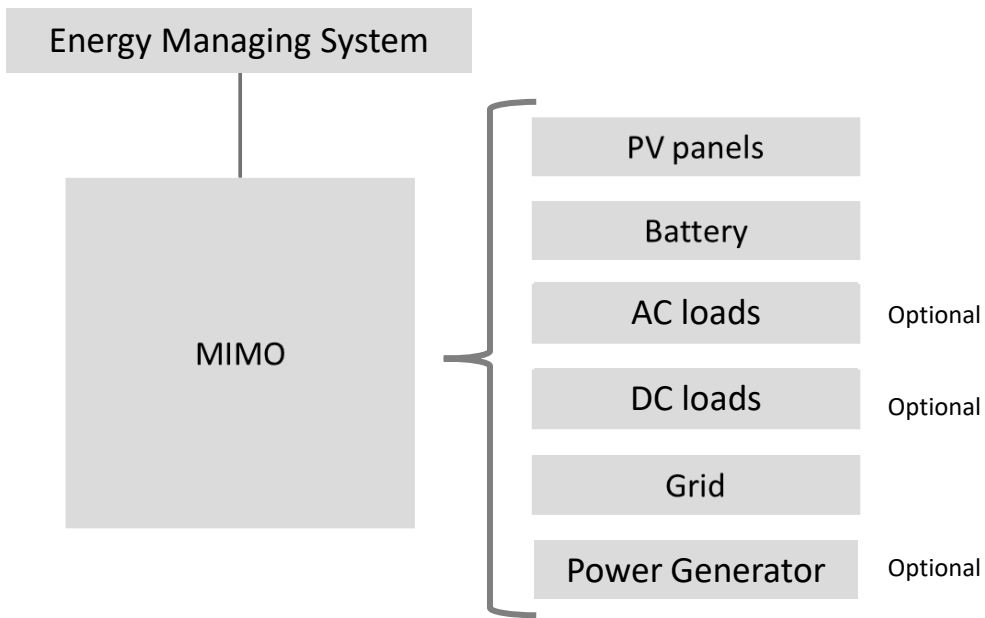 Energy Managing System
MIMO
PV panels
Battery
AC loads
Optional
DC loads
Optional
Grid
Power Generator
Optional